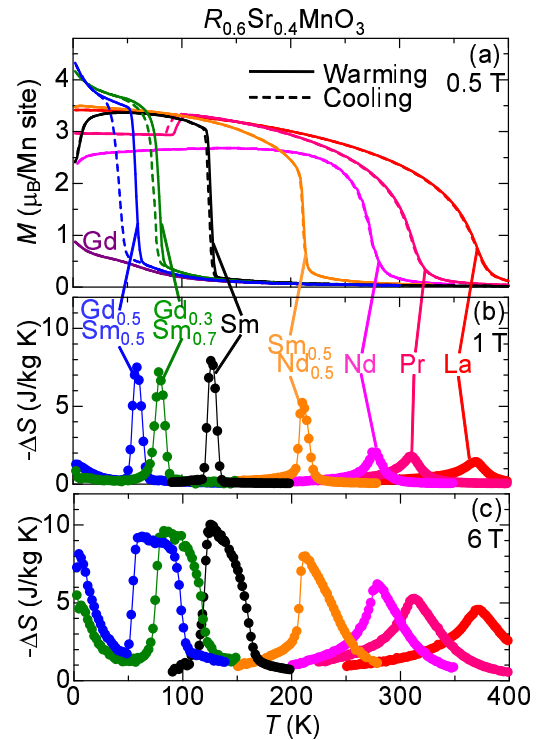 R0.6Sr0.4MnO3
(a)
Warming
Cooling
0.5 T
M (μB/Mn site)
4
3
2
1
0
Gd
Gd0.5
Sm0.5
Gd0.3
Sm0.7
Sm
Sm0.5
Nd0.5
Nd
Pr
La
(b)
1 T
-ΔS (J/kg K)
10
5
0
(c)
6 T
-ΔS (J/kg K)
10
5
0
0 100 200 300 400
T (K)